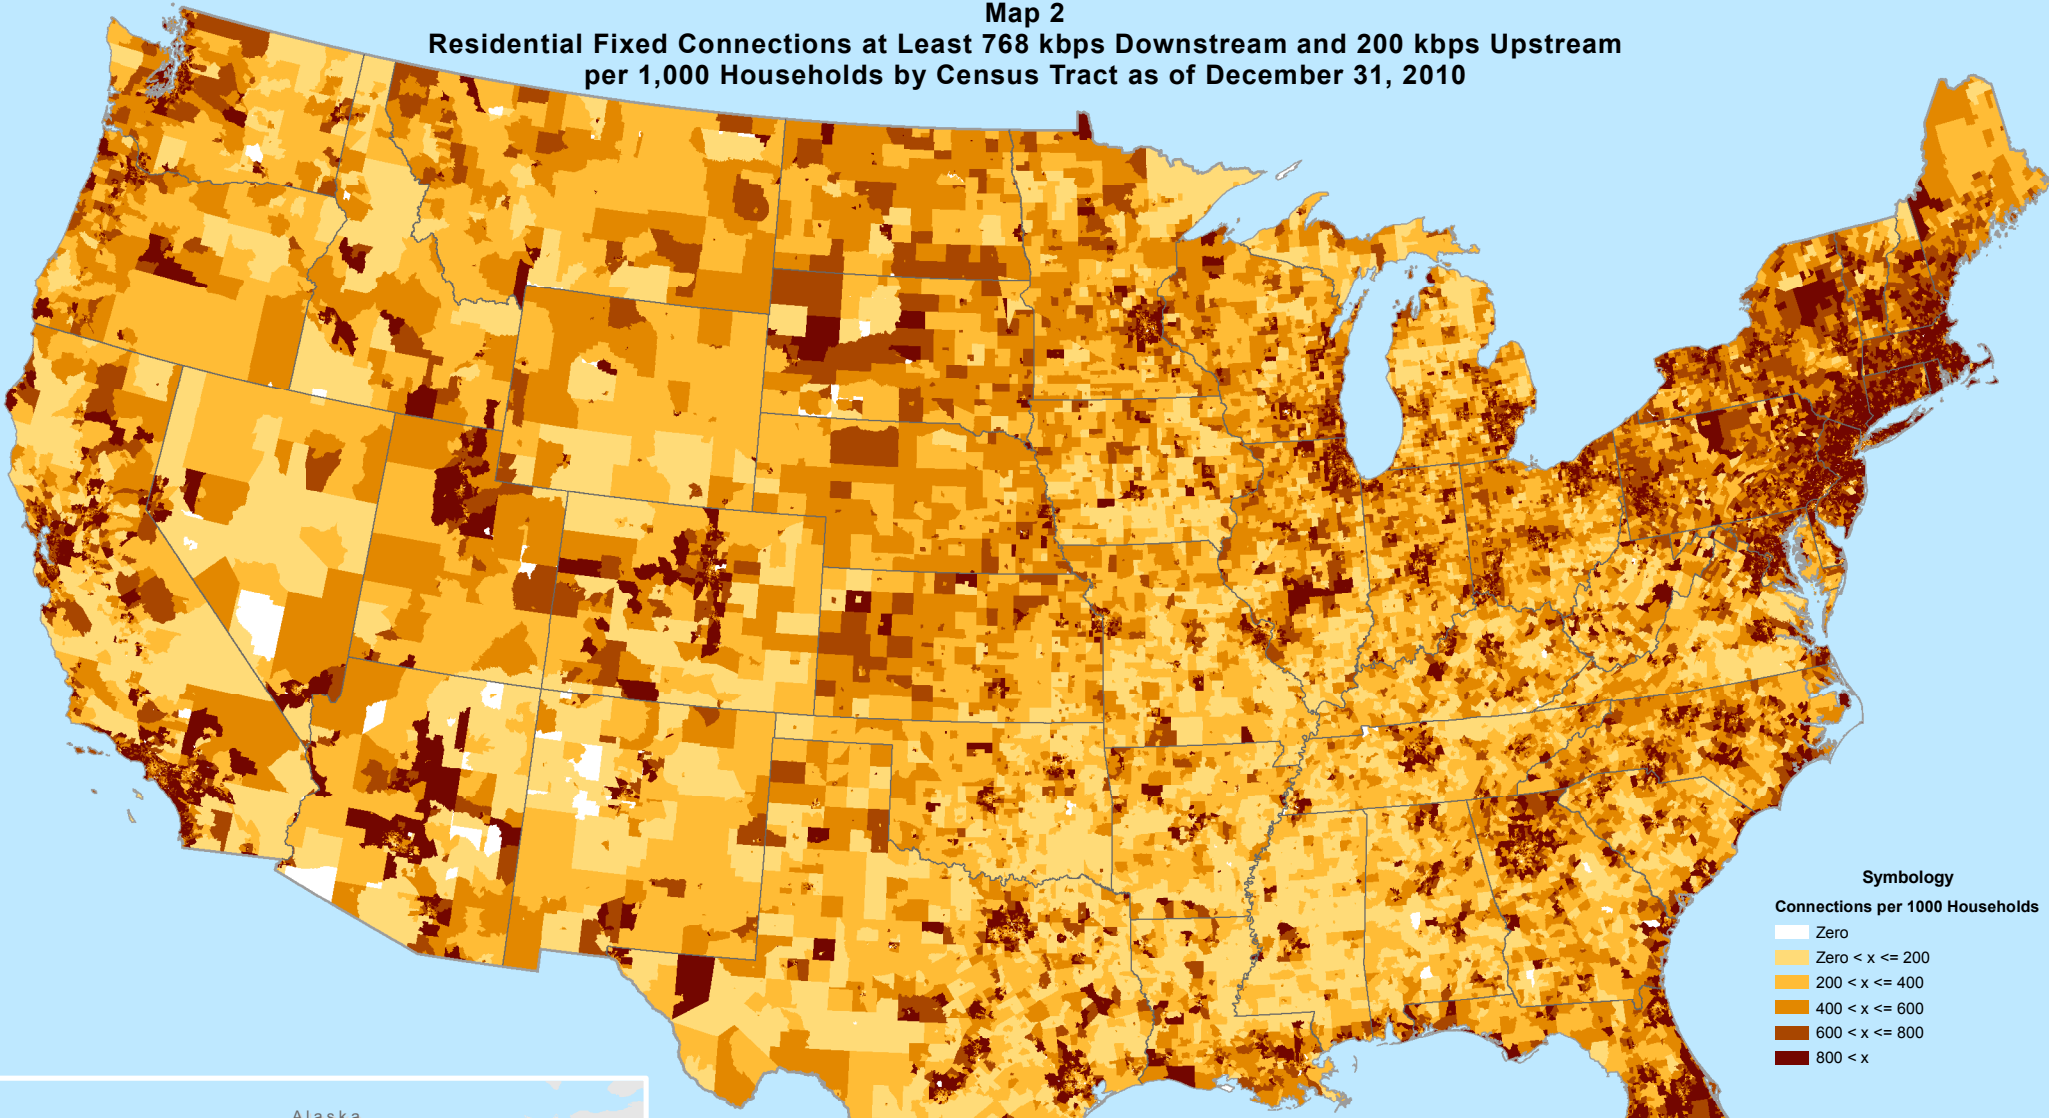 Map 2
Residential Fixed Connections at Least 768 kbps Downstream and 200 kbps Upstream
per 1,000 Households by Census Tract as of December 31, 2010
Symbology
Connections per 1000 Households
Zero
Zero < x <= 200
200 < x <= 400
400 < x <= 600
600 < x <= 800
800 < x
Alaska